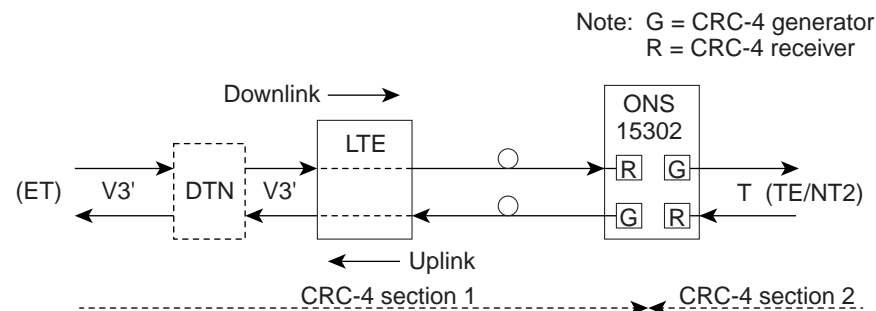 Note: G = CRC-4 generator
R = CRC-4 receiver
Downlink
ONS
15302
LTE
R G
(ET) V3' DTN V3' T (TE/NT2)
G R
Uplink
CRC-4 section 1 CRC-4 section 2